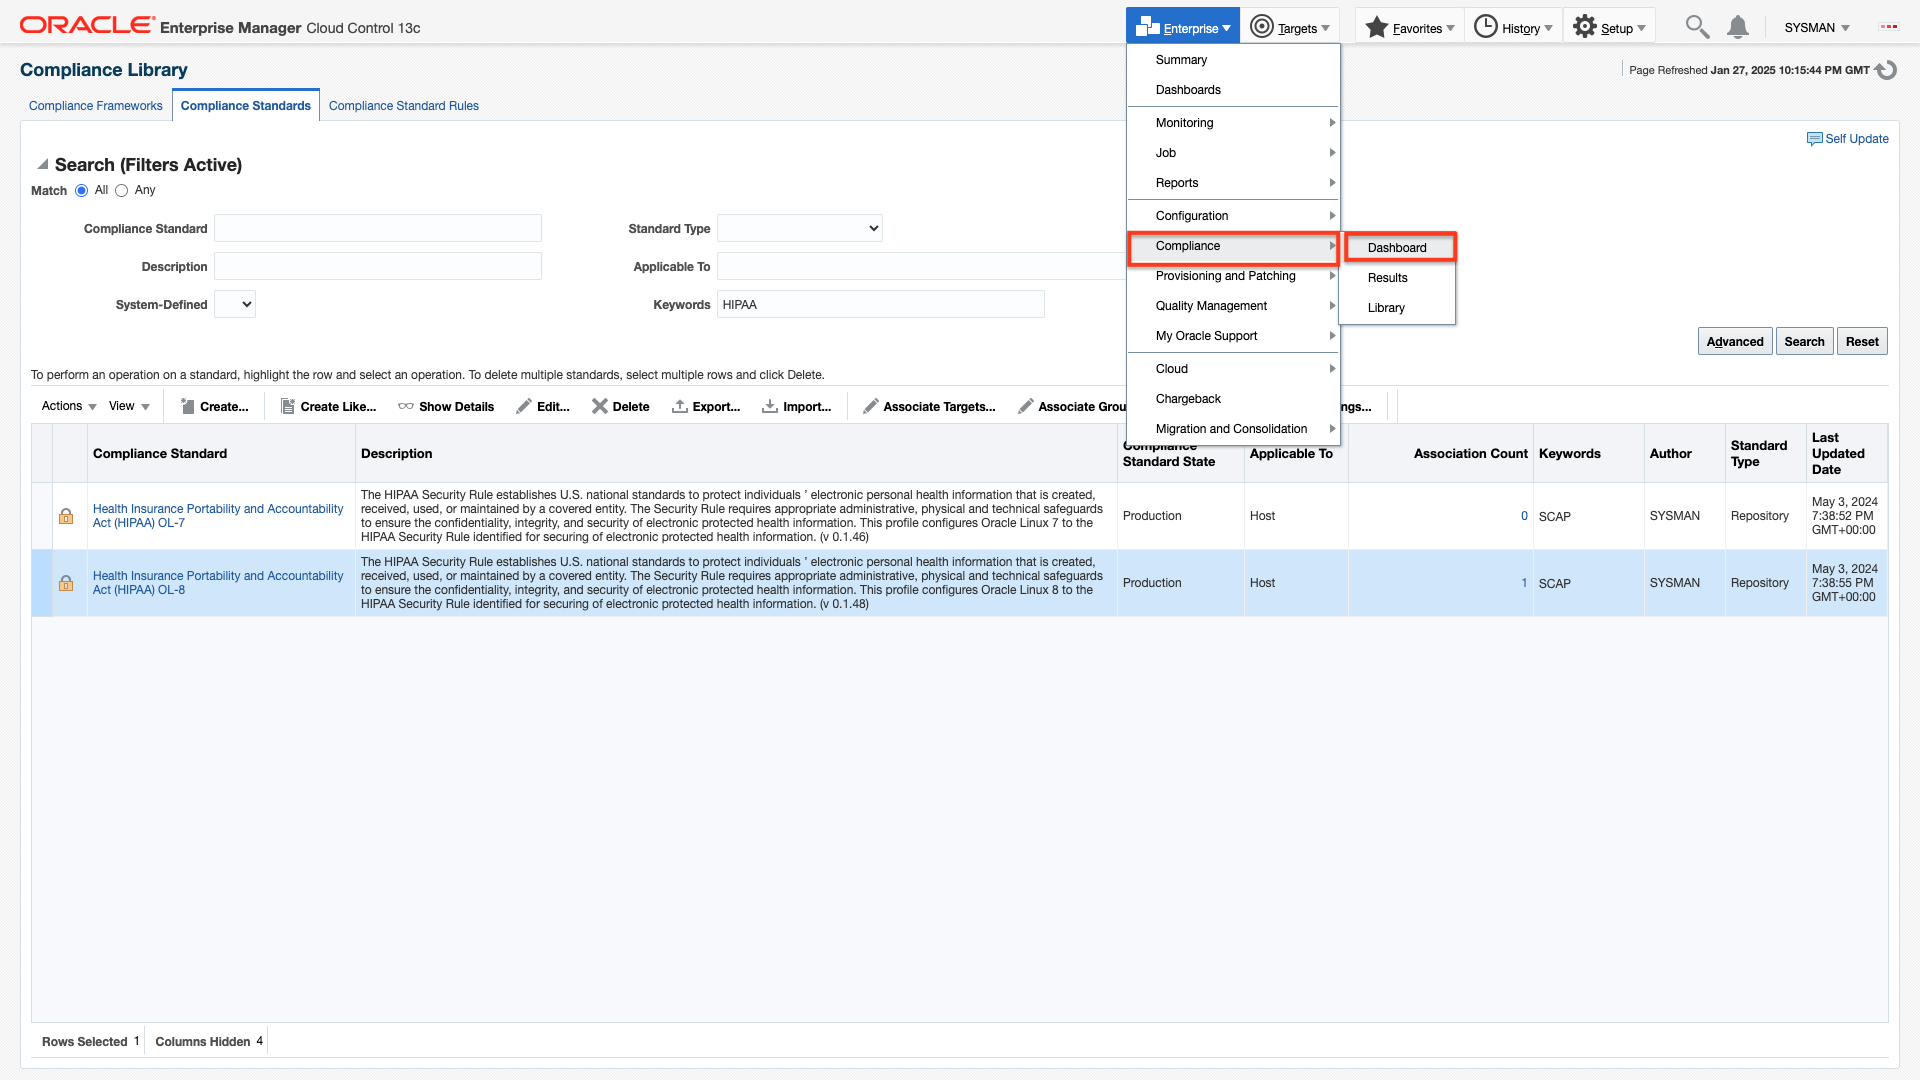 ORACLE Enterprise Manager Cloud Control 13c
Enterprise
Targets
Favorites
History
Setup
SYSMAN
Compliance Library
Page Refreshed Jan 27, 2025 10:15:44 PM GMT
Compliance Frameworks
Compliance Standards
Compliance Standard Rules
Self Update
Search (Filters Active)
Match All Any
Compliance Standard
Standard Type
Description
Applicable To
System-Defined
Keywords HIPAA
Summary
Dashboards
Monitoring
Job
Reports
Configuration
Compliance
Provisioning and Patching
Quality Management
My Oracle Support
Cloud
Chargeback
Migration and Consolidation
Dashboard
Results
Library
Advanced
Search
Reset
To perform an operation on a standard, highlight the row and select an operation. To delete multiple standards, select multiple rows and click Delete.
Actions View Create... Create Like... Show Details Edit... Delete Export... Import... Associate Targets... Associate Grou ngs...
Compliance Standard
Description
Compliance
Standard State
Applicable To
Association Count
Keywords
Author
Standard
Type
Last
Updated
Date
Health Insurance Portability and Accountability
Act (HIPAA) OL-7
The HIPAA Security Rule establishes U.S. national standards to protect individuals ’ electronic personal health information that is created,
received, used, or maintained by a covered entity. The Security Rule requires appropriate administrative, physical and technical safeguards
to ensure the confidentiality, integrity, and security of electronic protected health information. This profile configures Oracle Linux 7 to the
HIPAA Security Rule identified for securing of electronic protected health information. (v 0.1.46)
Production
Host
0
SCAP
SYSMAN
Repository
May 3, 2024
7:38:52 PM
GMT+00:00
Health Insurance Portability and Accountability
Act (HIPAA) OL-8
The HIPAA Security Rule establishes U.S. national standards to protect individuals ’ electronic personal health information that is created,
received, used, or maintained by a covered entity. The Security Rule requires appropriate administrative, physical and technical safeguards
to ensure the confidentiality, integrity, and security of electronic protected health information. This profile configures Oracle Linux 8 to the
HIPAA Security Rule identified for securing of electronic protected health information. (v 0.1.48)
Production
Host
1
SCAP
SYSMAN
Repository
May 3, 2024
7:38:55 PM
GMT+00:00
Rows Selected 1 Columns Hidden 4